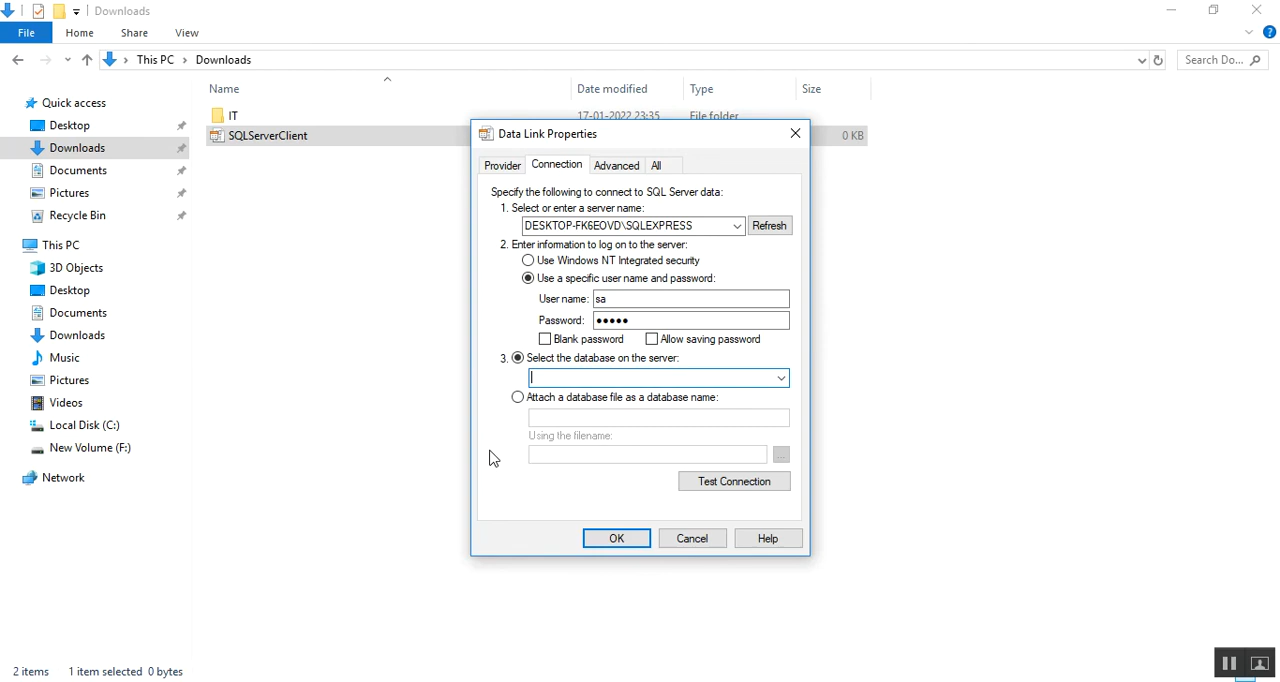 Downloads
File Home Share View
This PC Downloads Search Do...
Name Date modified Type Size
Quick access
Desktop
Downloads
Documents
Pictures
Recycle Bin
This PC
3D Objects
Desktop
Documents
Downloads
Music
Pictures
Videos
Local Disk (C:)
New Volume (F:)
Network
IT 17-01-2022 23:35 File folder
SQLServerClient 0 KB
Data Link Properties
Provider Connection Advanced All
Specify the following to connect to SQL Server data:
1. Select or enter a server name:
DESKTOP-FK6EOVD\SQLEXPRESS Refresh
2. Enter information to log on to the server:
Use Windows NT Integrated security
Use a specific user name and password:
User name: sa
Password: •••••
Blank password Allow saving password
3. Select the database on the server:
Attach a database file as a database name:
Using the filename:
...
Test Connection
OK Cancel Help
2 items 1 item selected 0 bytes